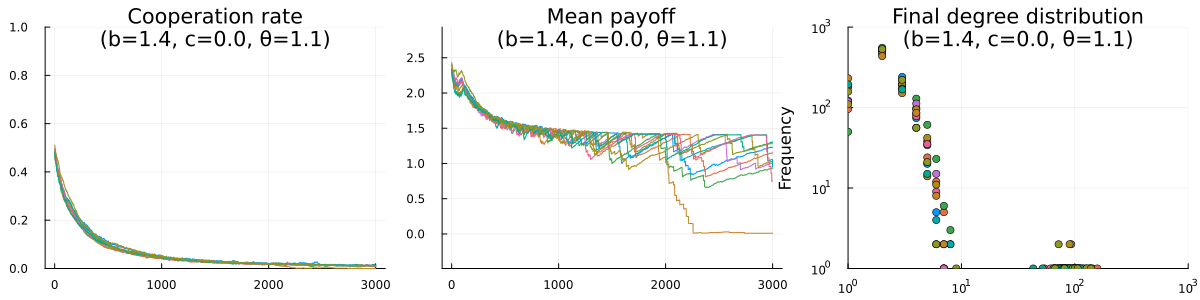 Cooperation rate
(b=1.4, c=0.0, θ=1.1)
1.0
0.8
0.6
0.4
0.2
0.0
0 1000 2000 3000
Mean payoff
(b=1.4, c=0.0, θ=1.1)
2.5
2.0
1.5
1.0
0.5
0.0
0 1000 2000 3000
Final degree distribution
(b=1.4, c=0.0, θ=1.1)
Frequency
10³
10²
10¹
10⁰
10⁰ 10¹ 10² 10³